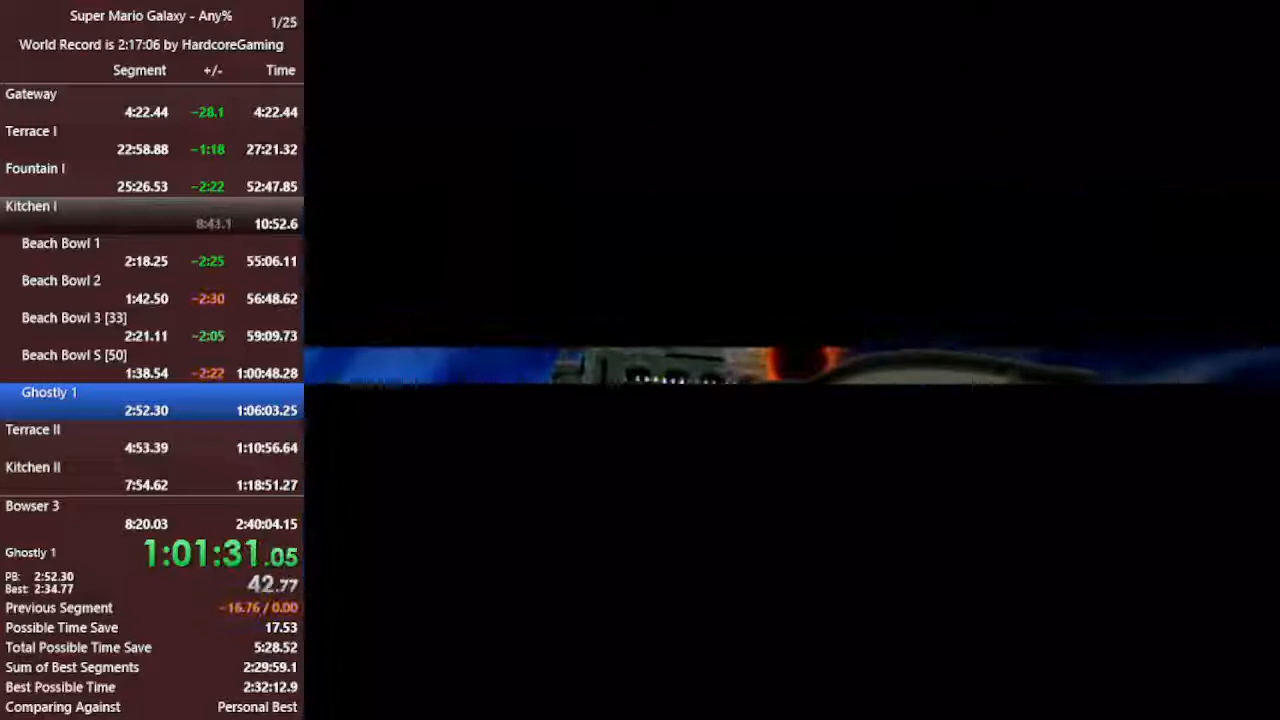 Super Mario Galaxy - Any%
1/25
World Record is 2:17:06 by HardcoreGaming
Segment +/- Time
Gateway
4:22.44 -28.1 4:22.44
Terrace I
22:58.88 -1:18 27:21.32
Fountain I
25:26.53 -2:22 52:47.85
Kitchen I
8:43.1 10:52.6
Beach Bowl 1
2:18.25 -2:25 55:06.11
Beach Bowl 2
1:42.50 -2:30 56:48.62
Beach Bowl 3 [33]
2:21.11 -2:05 59:09.73
Beach Bowl S [50]
1:38.54 -2:22 1:00:48.28
Ghostly 1
2:52.30 1:06:03.25
Terrace II
4:53.39 1:10:56.64
Kitchen II
7:54.62 1:18:51.27
Bowser 3
8:20.03 2:40:04.15
Ghostly 1 1:01:31.05
PB: 2:52.30
Best: 2:34.77
42.77
Previous Segment -16.76 / 0.00
Possible Time Save 17.53
Total Possible Time Save 5:28.52
Sum of Best Segments 2:29:59.1
Best Possible Time 2:32:12.9
Comparing Against Personal Best